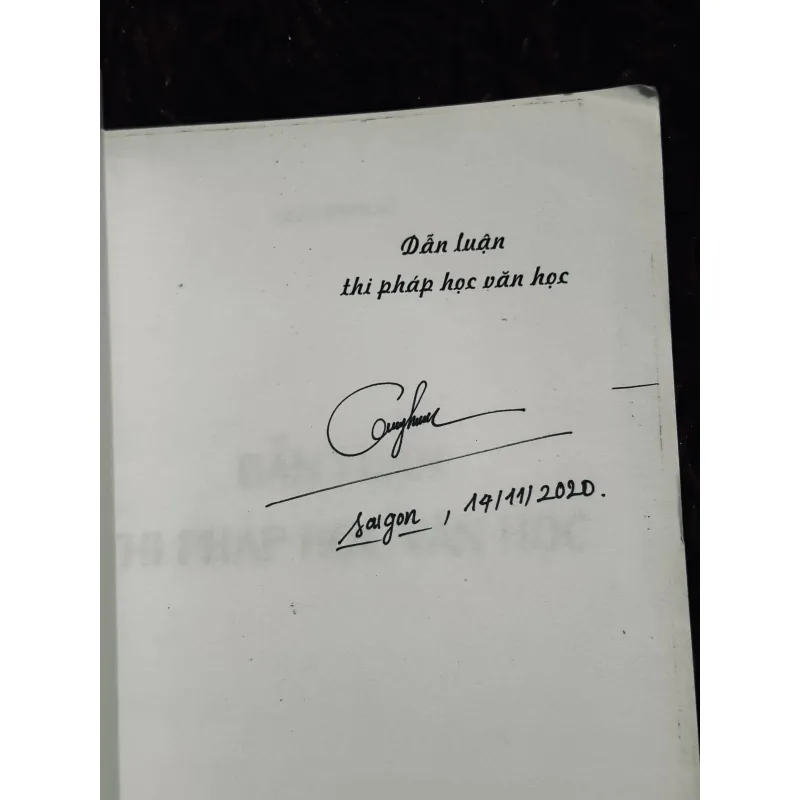 Dẫn luận
thi pháp học văn học
saigon, 14/11/2020.